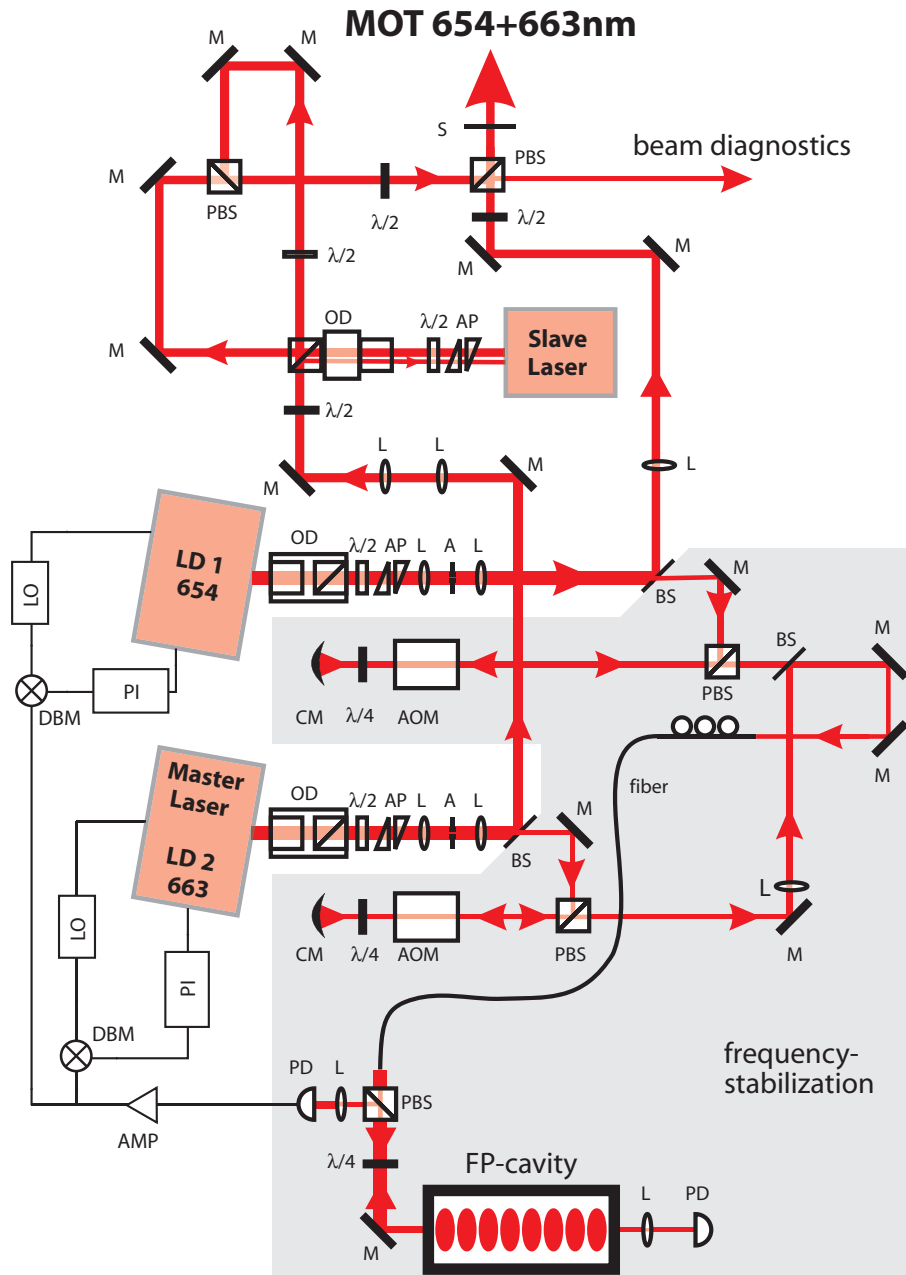 MOT 654+663nm
M
M
S
PBS
beam diagnostics
M
PBS
λ/2
λ/2
M
M
λ/2
OD
λ/2
AP
Slave
Laser
M
λ/2
L
L
M
M
L
OD
λ/2
AP
L
A
L
LD 1
654
LO
BS
M
BS
M
PBS
PI
DBM
CM
λ/4
AOM
M
fiber
Master
Laser
LD 2
663
OD
λ/2
AP
L
A
L
BS
M
L
LO
CM
λ/4
AOM
PBS
M
PI
DBM
frequency-
stabilization
PD
L
PBS
AMP
λ/4
FP-cavity
L
PD
M